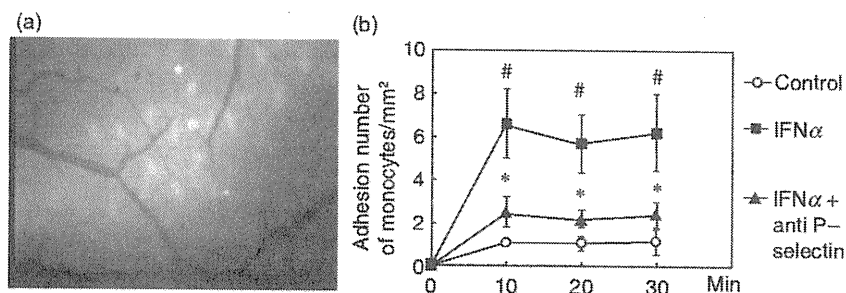 (a)
(b)
Adhesion number
of monocytes/mm²
10
8
6
4
2
0
# # #
* * *
0 10 20 30 Min
Control
IFNα
IFNα +
anti P–
selectin